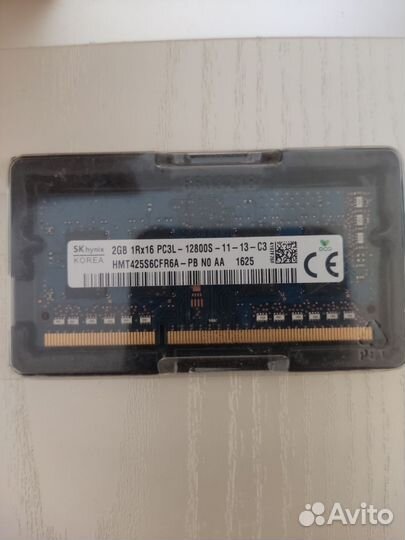 SK hynix
KOREA
2GB 1Rx16 PC3L-12800S-11-13-C3
HMT425S6CFR6A-PB N0 AA 1625
CE
Avito